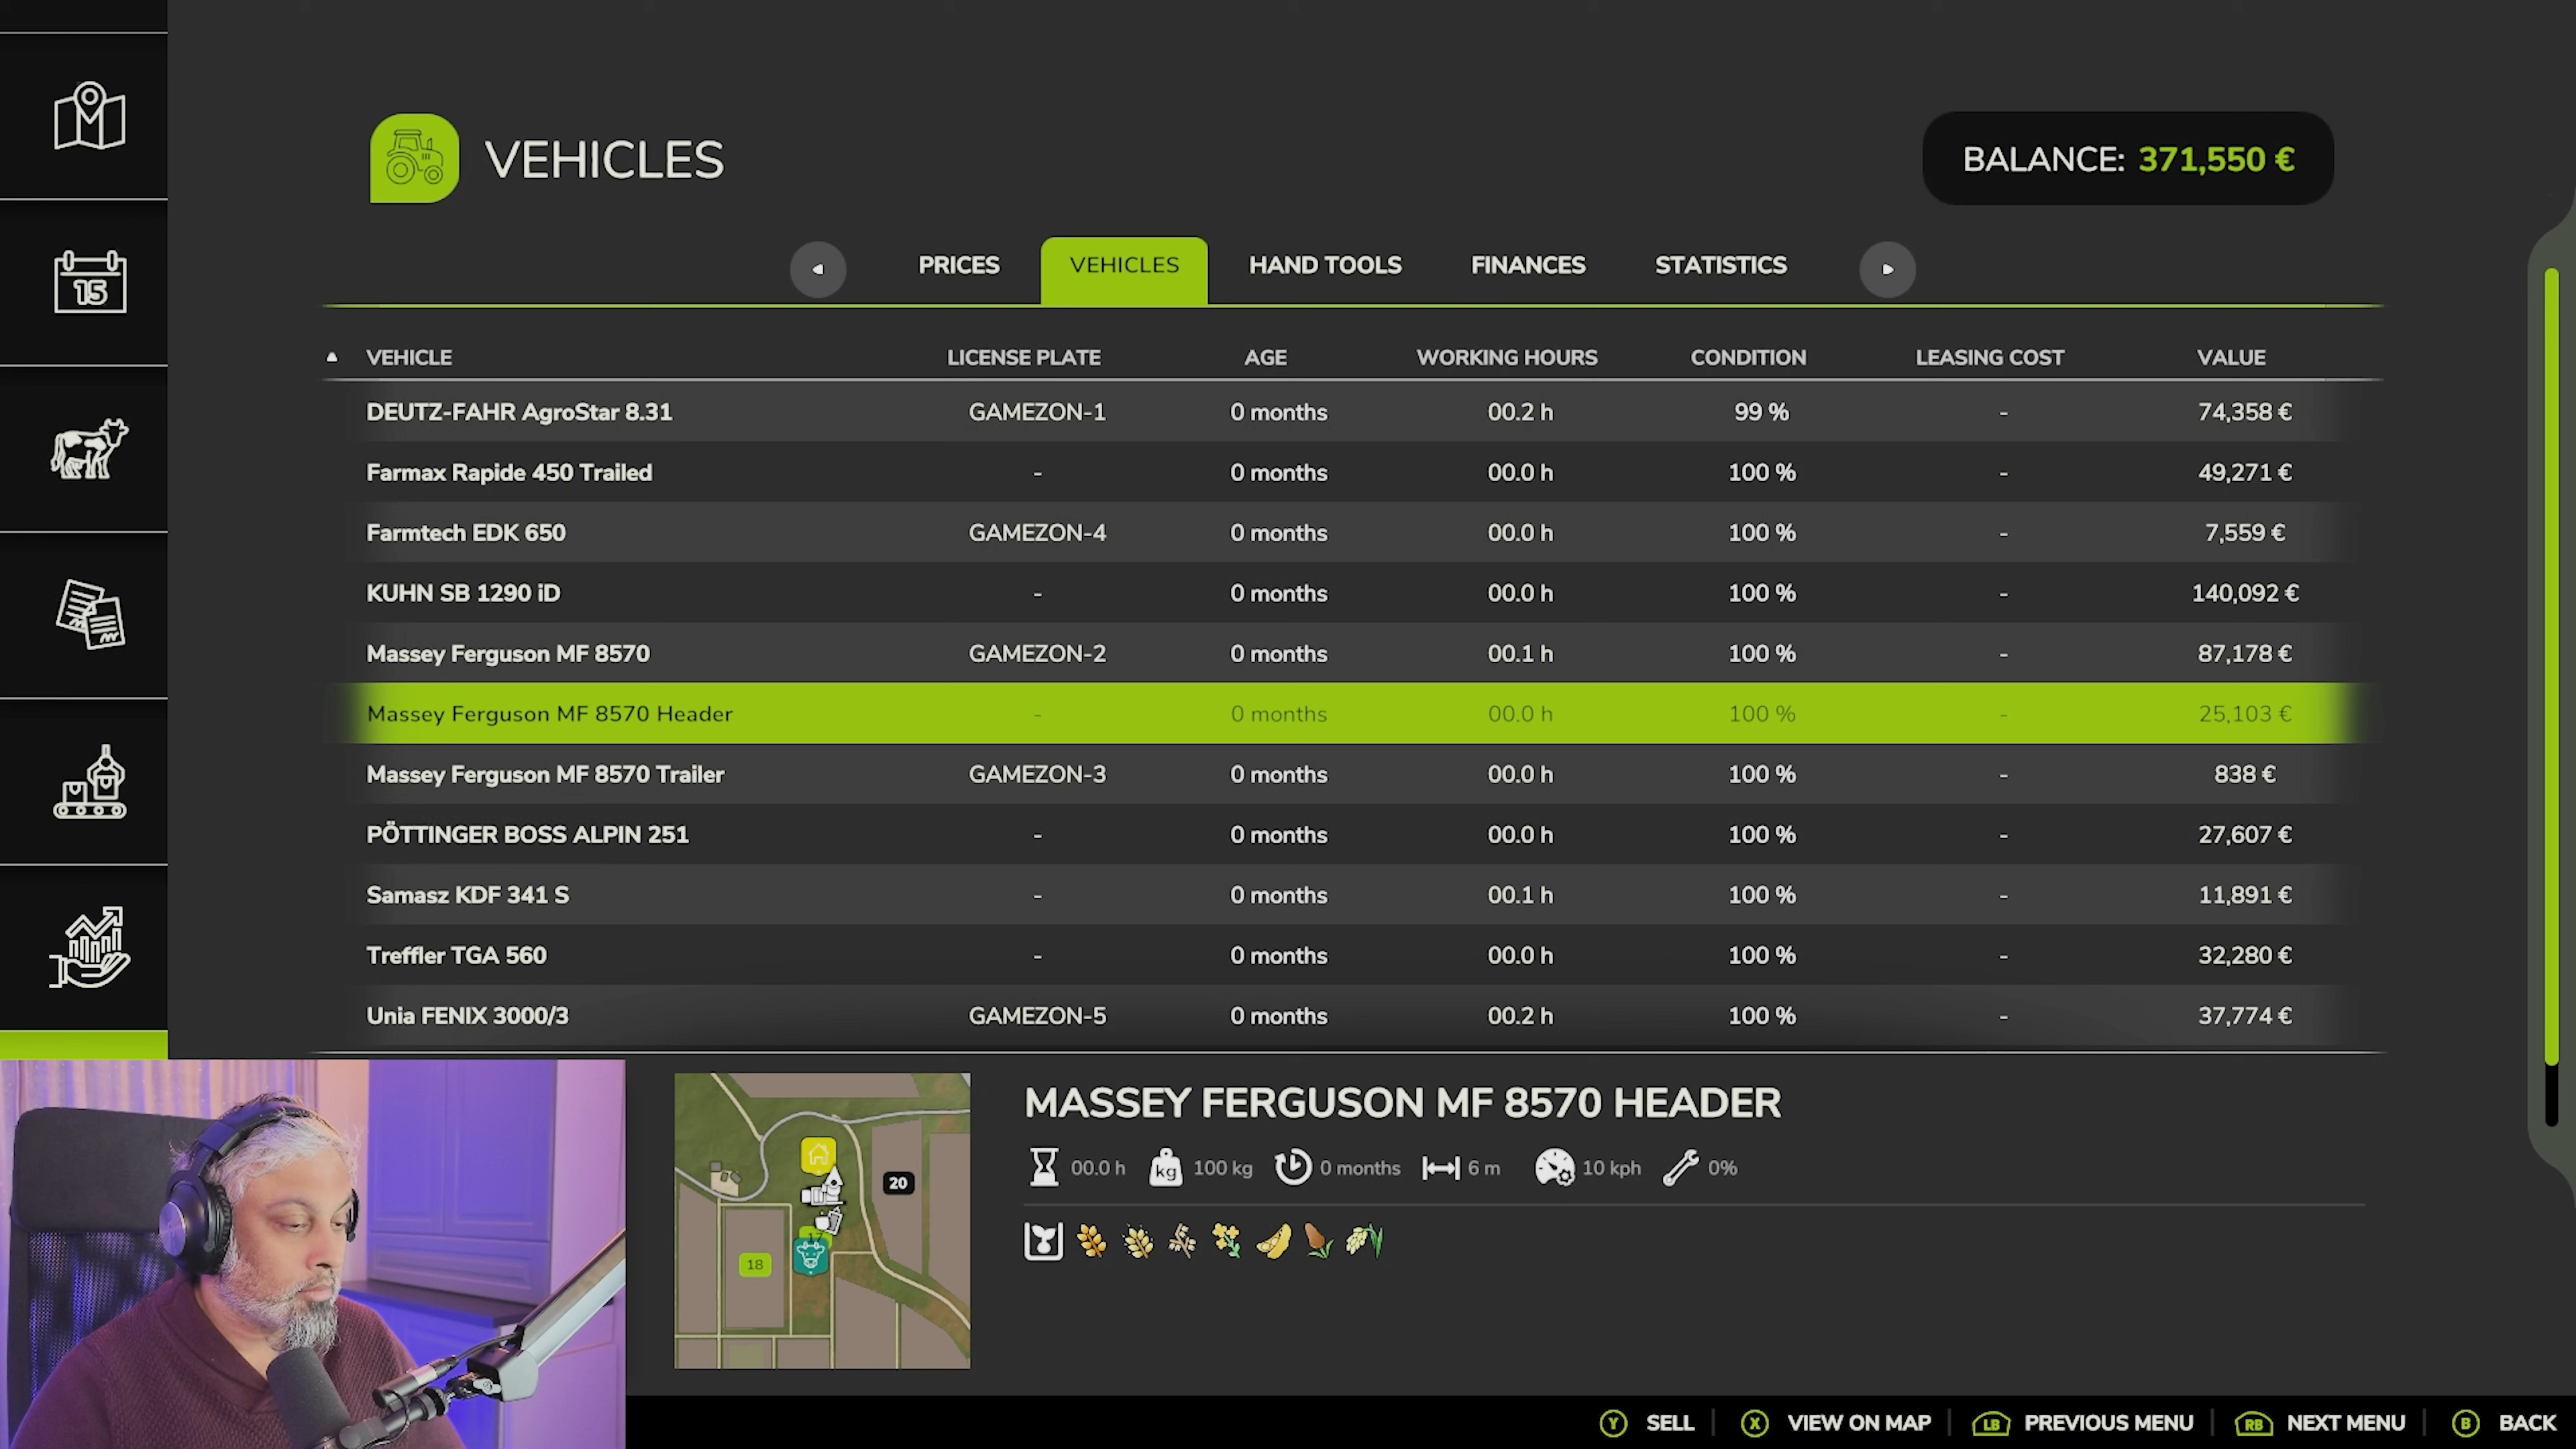 VEHICLES
BALANCE: 371,550 €
PRICES VEHICLES HAND TOOLS FINANCES STATISTICS
15
VEHICLE LICENSE PLATE AGE WORKING HOURS CONDITION LEASING COST VALUE
DEUTZ-FAHR AgroStar 8.31 GAMEZON-1 0 months 00.2 h 99 % - 74,358 €
Farmax Rapide 450 Trailed - 0 months 00.0 h 100 % - 49,271 €
Farmtech EDK 650 GAMEZON-4 0 months 00.0 h 100 % - 7,559 €
KUHN SB 1290 iD - 0 months 00.0 h 100 % - 140,092 €
Massey Ferguson MF 8570 GAMEZON-2 0 months 00.1 h 100 % - 87,178 €
Massey Ferguson MF 8570 Header - 0 months 00.0 h 100 % - 25,103 €
Massey Ferguson MF 8570 Trailer GAMEZON-3 0 months 00.0 h 100 % - 838 €
PÖTTINGER BOSS ALPIN 251 - 0 months 00.0 h 100 % - 27,607 €
Samasz KDF 341 S - 0 months 00.1 h 100 % - 11,891 €
Treffler TGA 560 - 0 months 00.0 h 100 % - 32,280 €
Unia FENIX 3000/3 GAMEZON-5 0 months 00.2 h 100 % - 37,774 €
MASSEY FERGUSON MF 8570 HEADER
00.0 h kg 100 kg 0 months 6 m 10 kph 0%
20
18
Y SELL X VIEW ON MAP LB PREVIOUS MENU RB NEXT MENU B BACK